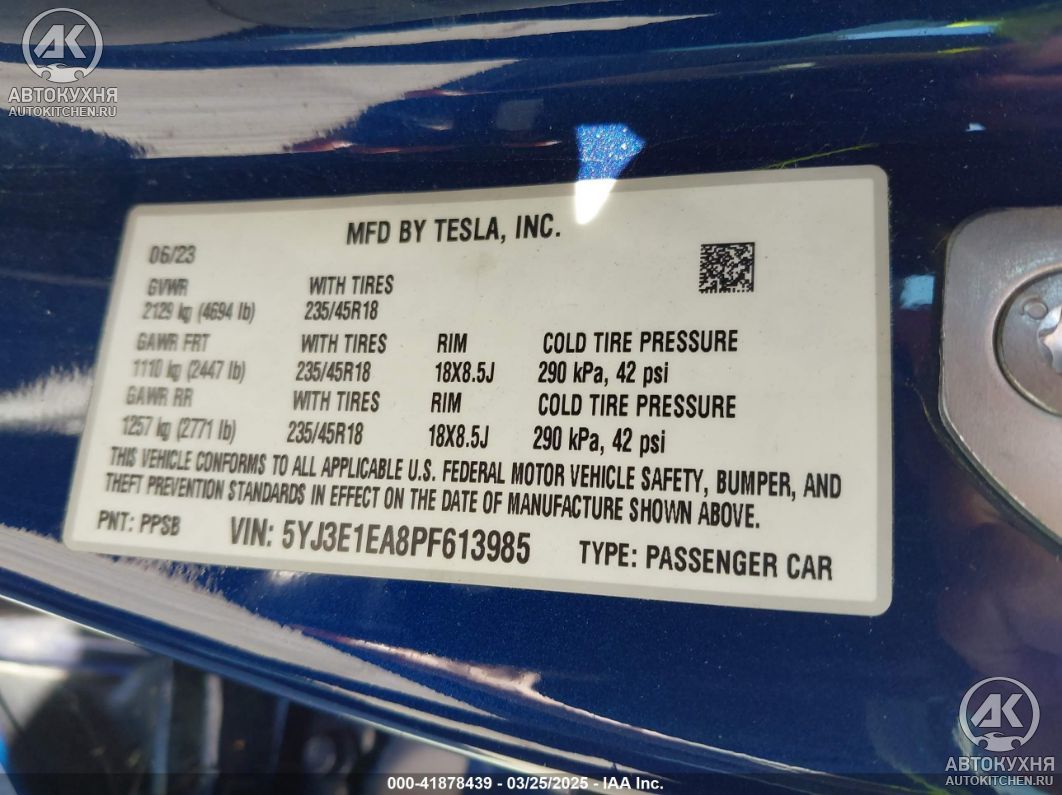 AK
АВТОКУХНЯ
AUTOKITCHEN.RU
MFD BY TESLA, INC.
06/23
GVWR WITH TIRES
2129 kg (4694 lb) 235/45R18
GAWR FRT WITH TIRES RIM COLD TIRE PRESSURE
1110 kg (2447 lb) 235/45R18 18X8.5J 290 kPa, 42 psi
GAWR RR WITH TIRES RIM COLD TIRE PRESSURE
1257 kg (2771 lb) 235/45R18 18X8.5J 290 kPa, 42 psi
THIS VEHICLE CONFORMS TO ALL APPLICABLE U.S. FEDERAL MOTOR VEHICLE SAFETY, BUMPER, AND
THEFT PREVENTION STANDARDS IN EFFECT ON THE DATE OF MANUFACTURE SHOWN ABOVE.
PNT: PPSB VIN: 5YJ3E1EA8PF613985 TYPE: PASSENGER CAR
AK
АВТОКУХНЯ
AUTOKITCHEN.RU
000-41878439 - 03/25/2025 - IAA Inc.